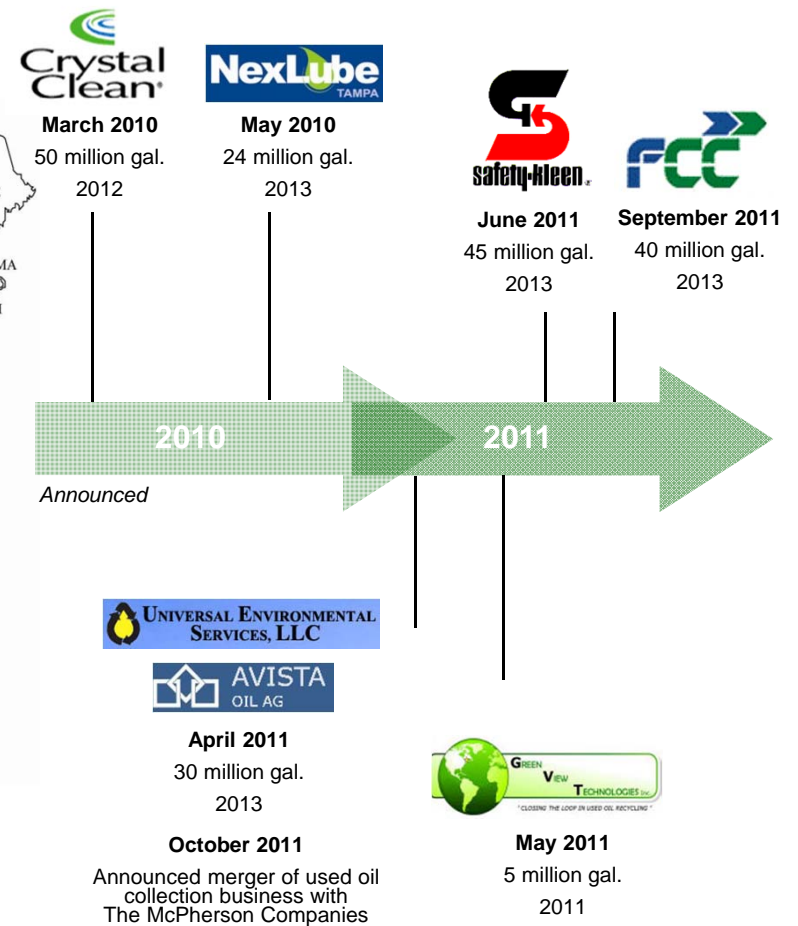 Crystal
Clean
March 2010
50 million gal.
2012
NexLube
TAMPA
May 2010
24 million gal.
2013
safety-kleen
June 2011
45 million gal.
2013
FCC
September 2011
40 million gal.
2013
MA
2010
2011
Announced
UNIVERSAL ENVIRONMENTAL
SERVICES, LLC
AVISTA
OIL AG
April 2011
30 million gal.
2013
October 2011
Announced merger of used oil
collection business with
The McPherson Companies
GREEN
VIEW
TECHNOLOGIES Inc.
"CLOSING THE LOOP IN USED OIL RECYCLING"
May 2011
5 million gal.
2011